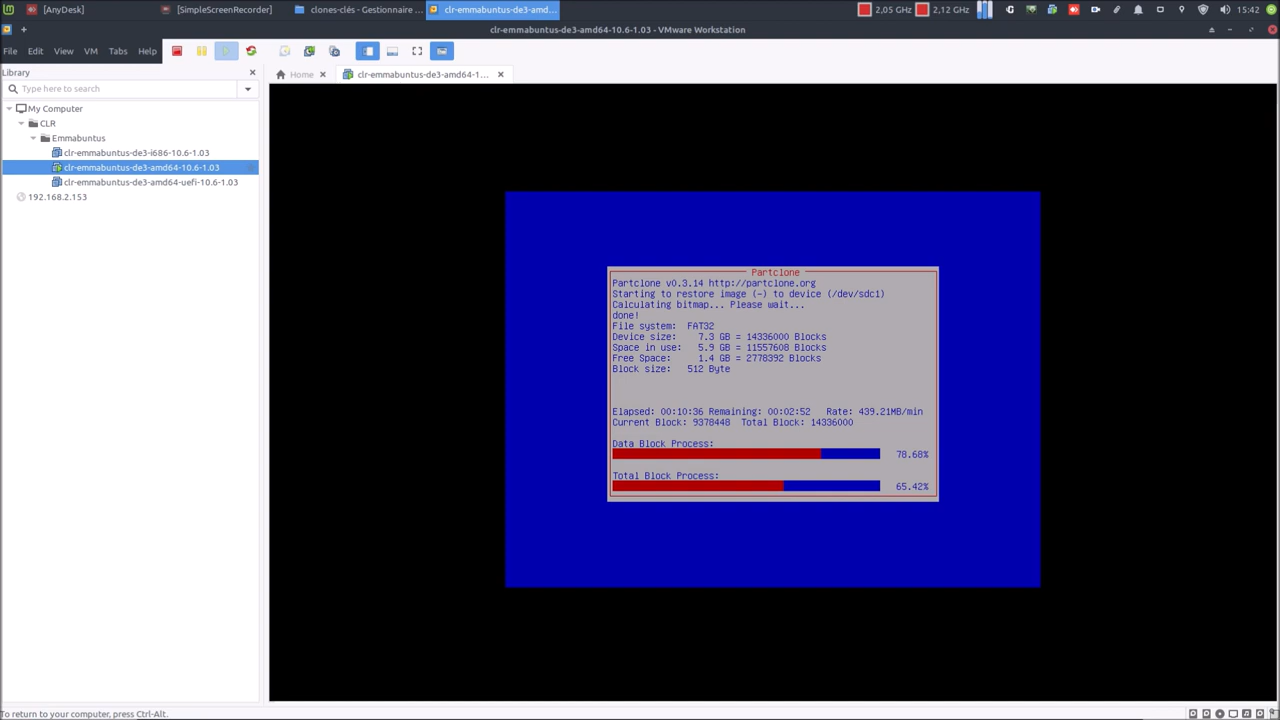 [AnyDesk]
[SimpleScreenRecorder]
clones-clés - Gestionnaire ...
clr-emmabuntus-de3-amd...
2,05 GHz
2,12 GHz
15:42
clr-emmabuntus-de3-amd64-10.6-1.03 - VMware Workstation
File Edit View VM Tabs Help
Library
Home
clr-emmabuntus-de3-amd64-1...
Type here to search
My Computer
CLR
Emmabuntus
clr-emmabuntus-de3-i686-10.6-1.03
clr-emmabuntus-de3-amd64-10.6-1.03
clr-emmabuntus-de3-amd64-uefi-10.6-1.03
192.168.2.153
Partclone
Partclone v0.3.14 http://partclone.org
Starting to restore image (-) to device (/dev/sdc1)
Calculating bitmap... Please wait...
done!
File system: FAT32
Device size: 7.3 GB = 14336000 Blocks
Space in use: 5.9 GB = 11557608 Blocks
Free Space: 1.4 GB = 2778392 Blocks
Block size: 512 Byte
Elapsed: 00:10:36 Remaining: 00:02:52 Rate: 439.21MB/min
Current Block: 9378448 Total Block: 14336000
Data Block Process:
78.68%
Total Block Process:
65.42%
To return to your computer, press Ctrl-Alt.